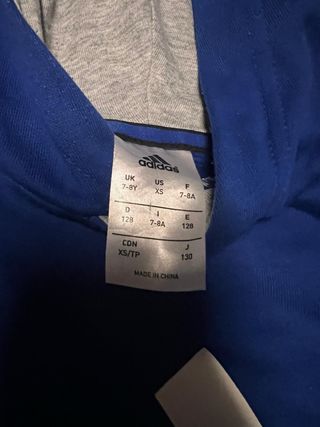 adidas
UK US F
7-8Y XS 7-8A
D I E
128 7-8A 128
CDN J
XS/TP 130
MADE IN CHINA